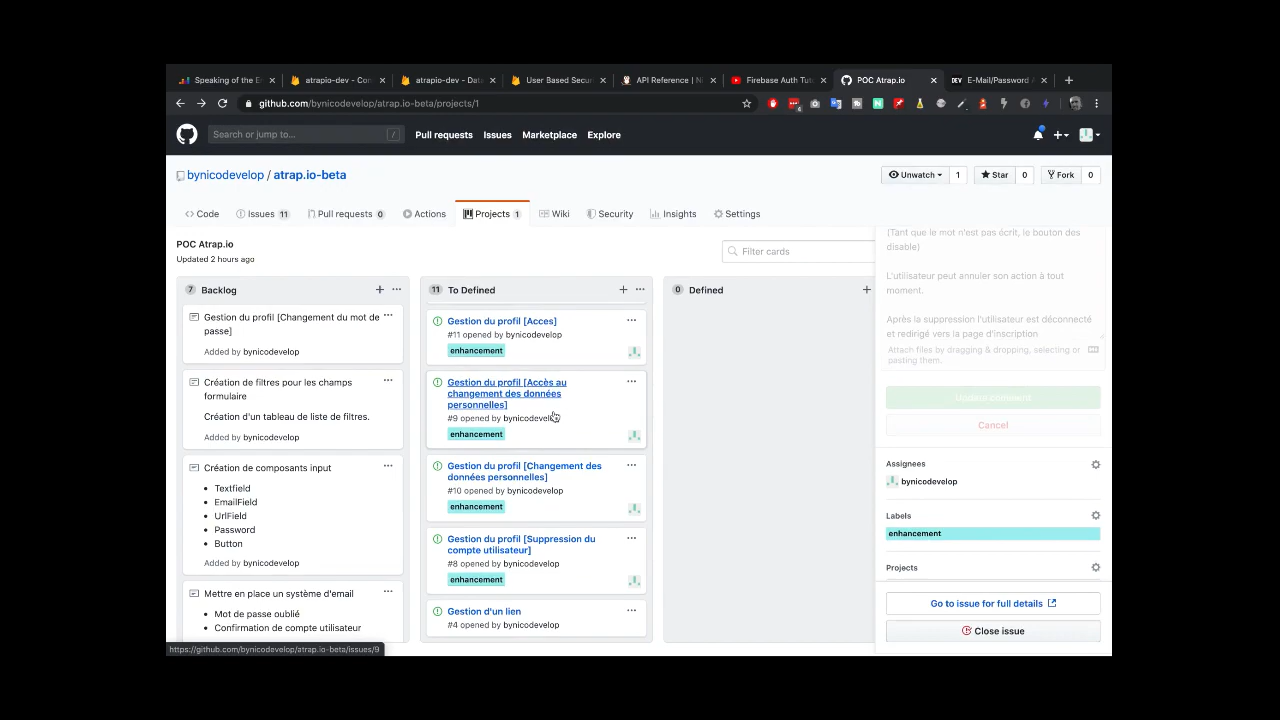 Speaking of the E
atrapio-dev - Con
atrapio-dev - Data
User Based Secur
API Reference | Ni
Firebase Auth Tut
POC Atrap.io
DEV E-Mail/Password A
github.com/bynicodevelop/atrap.io-beta/projects/1
Search or jump to... /
Pull requests Issues Marketplace Explore
bynicodevelop / atrap.io-beta
Unwatch 1 Star 0 Fork 0
Code Issues 11 Pull requests 0 Actions Projects 1 Wiki Security Insights Settings
POC Atrap.io
Updated 2 hours ago
Filter cards
7 Backlog
Gestion du profil [Changement du mot de
passe]
Added by bynicodevelop
Création de filtres pour les champs
formulaire
Création d'un tableau de liste de filtres.
Added by bynicodevelop
Création de composants input
Textfield
EmailField
UrlField
Password
Button
Added by bynicodevelop
Mettre en place un système d'email
Mot de passe oublié
Confirmation de compte utilisateur
11 To Defined
Gestion du profil [Acces]
#11 opened by bynicodevelop
enhancement
Gestion du profil [Accès au
changement des données
personnelles]
#9 opened by bynicodevelop
enhancement
Gestion du profil [Changement des
données personnelles]
#10 opened by bynicodevelop
enhancement
Gestion du profil [Suppression du
compte utilisateur]
#8 opened by bynicodevelop
enhancement
Gestion d'un lien
#4 opened by bynicodevelop
0 Defined
(Tant que le mot n'est pas écrit, le bouton des
disable)
L'utilisateur peut annuler son action à tout
moment.
Après la suppression l'utilisateur est déconnecté
et redirigé vers la page d'inscription
Attach files by dragging & dropping, selecting or
pasting them.
Update comment
Cancel
Assignees
bynicodevelop
Labels
enhancement
Projects
Go to issue for full details
Close issue
https://github.com/bynicodevelop/atrap.io-beta/issues/9